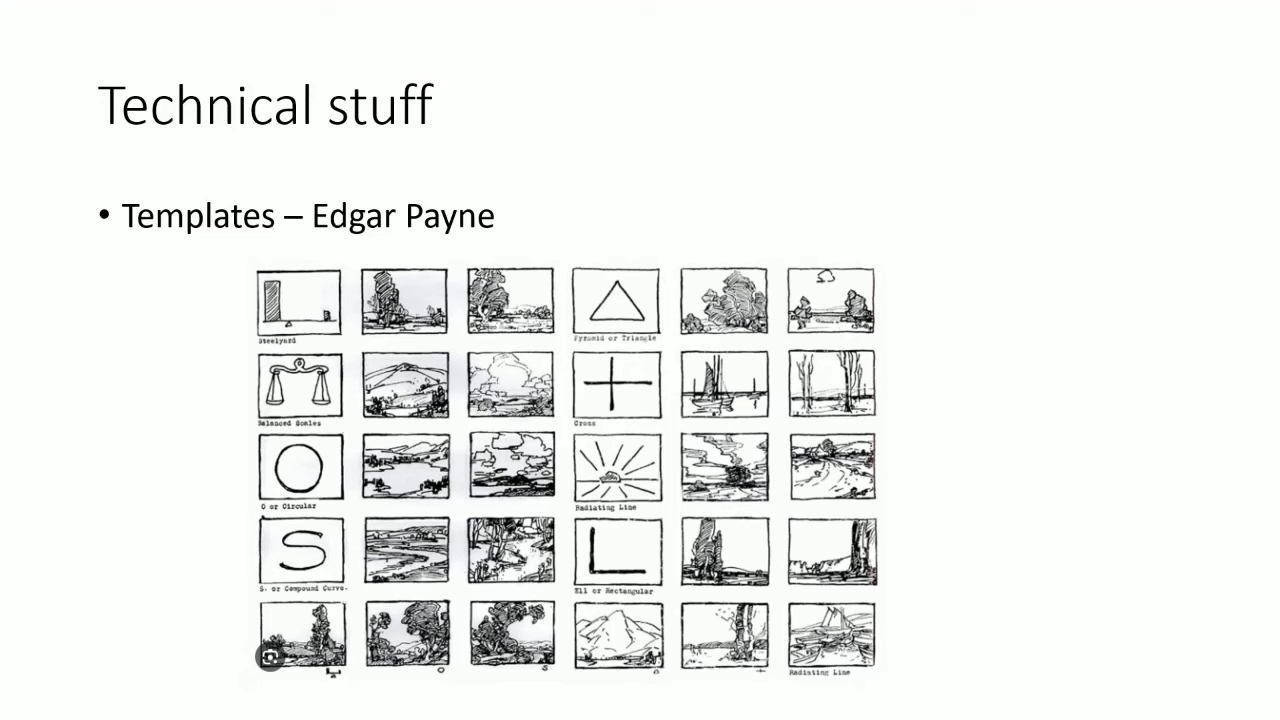 Technical stuff
• Templates – Edgar Payne
Steelyard
Pyramid or Triangle
Balanced Scales
Cross
O or Circular
Radiating Line
S. or Compound Curve.
Ell or Rectangular
Radiating Line